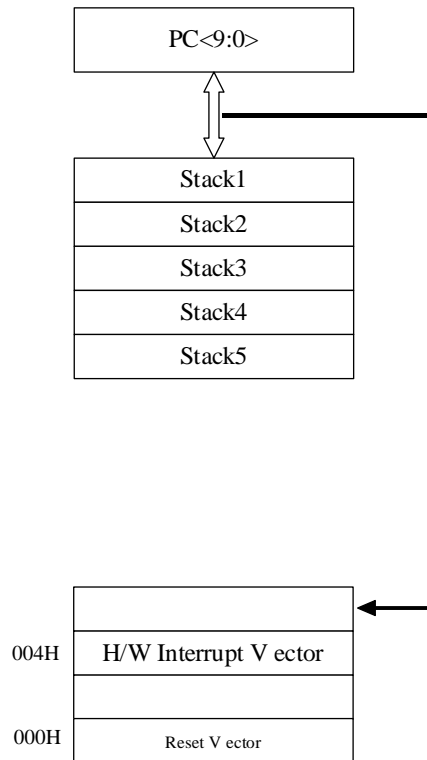 PC<9:0>
Stack1
Stack2
Stack3
Stack4
Stack5
004H H/W Interrupt V ector
000H Reset V ector